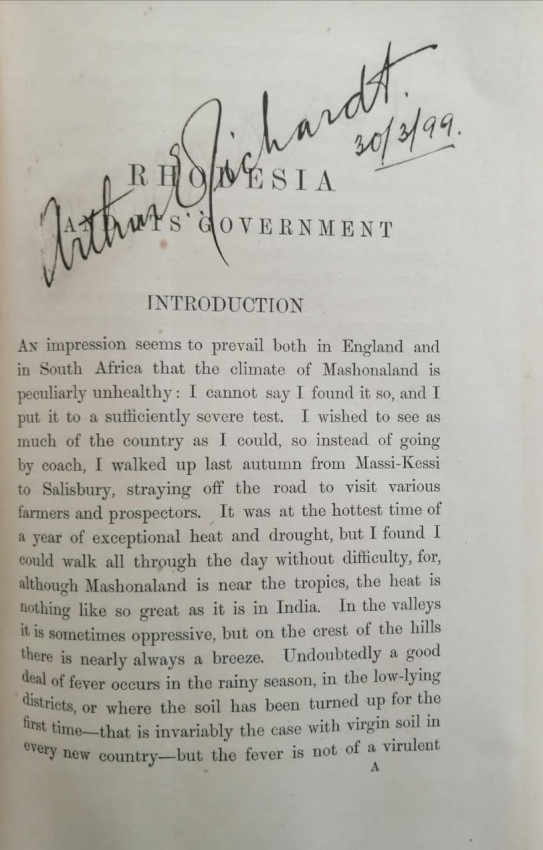 Arthur E Richardt.
30/3/99.
RHODESIA
AND ITS GOVERNMENT
INTRODUCTION
AN impression seems to prevail both in England and
in South Africa that the climate of Mashonaland is
peculiarly unhealthy: I cannot say I found it so, and I
put it to a sufficiently severe test. I wished to see as
much of the country as I could, so instead of going
by coach, I walked up last autumn from Massi-Kessi
to Salisbury, straying off the road to visit various
farmers and prospectors. It was at the hottest time of
a year of exceptional heat and drought, but I found I
could walk all through the day without difficulty, for,
although Mashonaland is near the tropics, the heat is
nothing like so great as it is in India. In the valleys
it is sometimes oppressive, but on the crest of the hills
there is nearly always a breeze. Undoubtedly a good
deal of fever occurs in the rainy season, in the low-lying
districts, or where the soil has been turned up for the
first time—that is invariably the case with virgin soil in
every new country—but the fever is not of a virulent
A